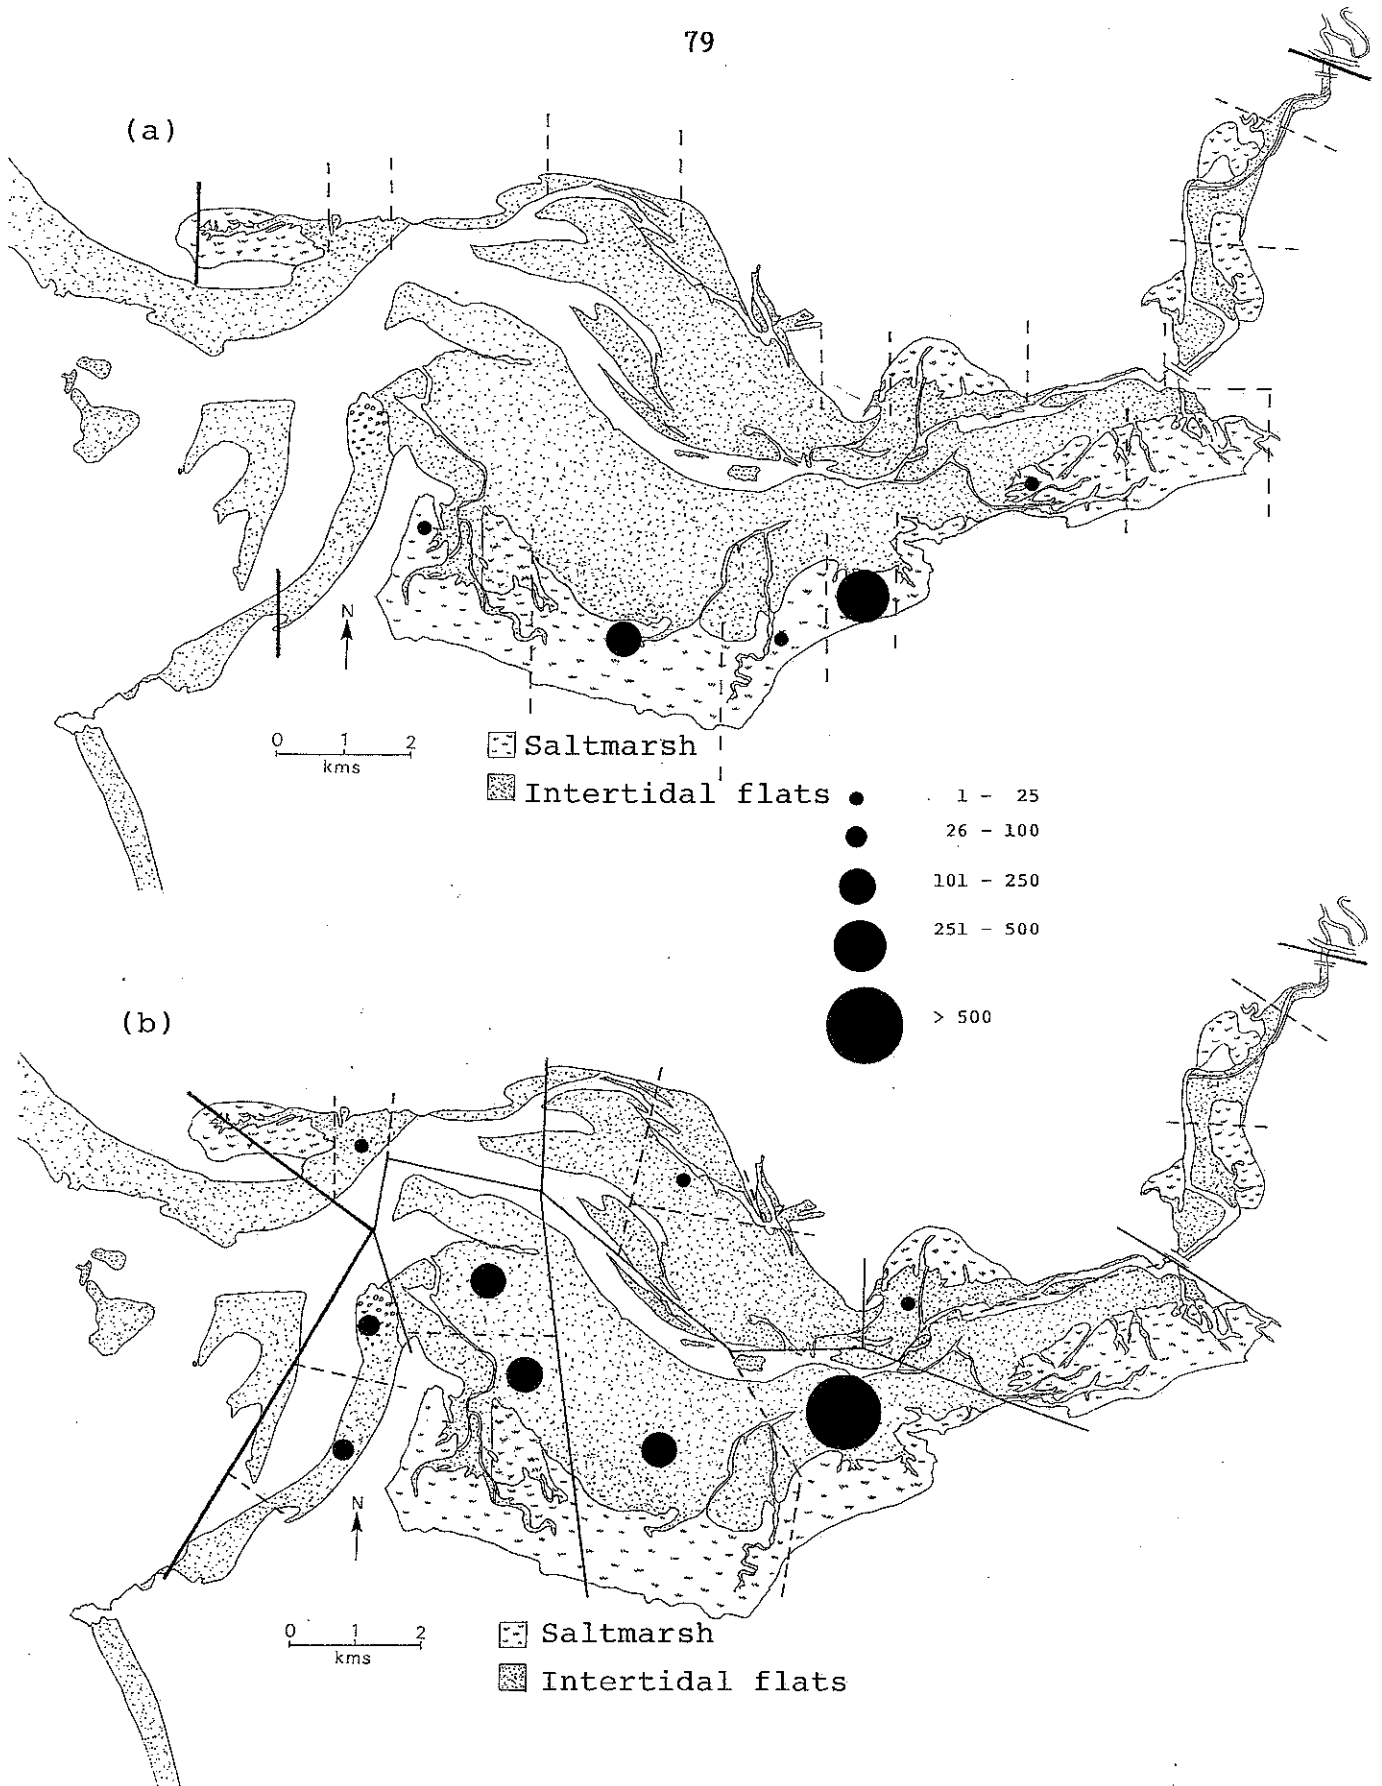 79
(a)
N
0 1 2
kms
Saltmarsh
Intertidal flats
1 - 25
26 - 100
101 - 250
251 - 500
> 500
(b)
N
0 1 2
kms
Saltmarsh
Intertidal flats